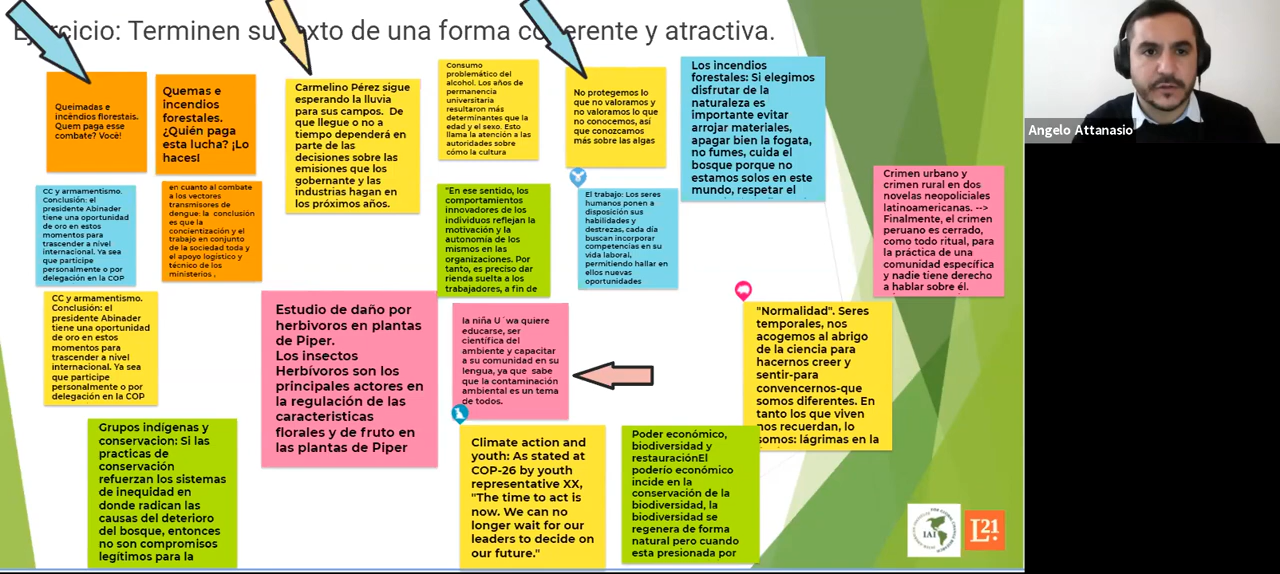 Ejercicio: Terminen su texto de una forma coherente y atractiva.
Queimadas e
incêndios florestais.
Quem paga esse
combate? Você!
Quemas e
incendios
forestales.
¿Quién paga
esta lucha? ¡Lo
haces!
Carmelino Pérez sigue
esperando la lluvia
para sus campos. De
que llegue o no a
tiempo dependerá en
parte de las
decisiones sobre las
emisiones que los
gobernante y las
industrias hagan en
los próximos años.
Consumo
problemático del
alcohol. Los años de
permanencia
universitaria
resultaron más
determinantes que la
edad y el sexo. Esto
llama la atención a las
autoridades sobre
cómo la cultura
No protegemos lo
que no valoramos y
no valoramos lo que
no conocemos, así
que conozcamos
más sobre las algas
Los incendios
forestales: Si elegimos
disfrutar de la
naturaleza es
importante evitar
arrojar materiales,
apagar bien la fogata,
no fumes, cuida el
bosque porque no
estamos solos en este
mundo, respetar el
Angelo Attanasio
CC y armamentismo.
Conclusión: el
presidente Abinader
tiene una oportunidad
de oro en estos
momentos para
trascender a nivel
internacional. Ya sea
que participe
personalmente o por
delegación en la COP
en cuanto al combate
a los vectores
transmisores de
dengue: la conclusión
es que la
concientización y el
trabajo en conjunto
de la sociedad toda y
el apoyo logístico y
técnico de los
ministerios ,
"En ese sentido, los
comportamientos
innovadores de los
individuos reflejan la
motivación y la
autonomía de los
mismos en las
organizaciones. Por
tanto, es preciso dar
rienda suelta a los
trabajadores, a fin de
El trabajo: Los seres
humanos ponen a
disposición sus
habilidades y
destrezas, cada día
buscan incorporar
competencias en su
vida laboral,
permitiendo hallar en
ellos nuevas
oportunidades
Crimen urbano y
crimen rural en dos
novelas neopoliciales
latinoamericanas. -->
Finalmente, el crimen
peruano es cerrado,
como todo ritual, para
la práctica de una
comunidad específica
y nadie tiene derecho
a hablar sobre él.
CC y armamentismo.
Conclusión: el
presidente Abinader
tiene una oportunidad
de oro en estos
momentos para
trascender a nivel
internacional. Ya sea
que participe
personalmente o por
delegación en la COP
Estudio de daño por
herbivoros en plantas
de Piper.
Los insectos
Herbívoros son los
principales actores en
la regulación de las
caracteristicas
florales y de fruto en
las plantas de Piper
la niña U´wa quiere
educarse, ser
científica del
ambiente y capacitar
a su comunidad en su
lengua, ya que sabe
que la contaminación
ambiental es un tema
de todos.
"Normalidad". Seres
temporales, nos
acogemos al abrigo
de la ciencia para
hacernos creer y
sentir-para
convencernos-que
somos diferentes. En
tanto los que viven
nos recuerdan, lo
somos: lágrimas en la
Grupos indígenas y
conservacion: Si las
practicas de
conservación
refuerzan los sistemas
de inequidad en
donde radican las
causas del deterioro
del bosque, entonces
no son compromisos
legítimos para la
Climate action and
youth: As stated at
COP-26 by youth
representative XX,
"The time to act is
now. We can no
longer wait for our
leaders to decide on
our future."
Poder económico,
biodiversidad y
restauraciónEl
poderío económico
incide en la
conservación de la
biodiversidad, la
biodiversidad se
regenera de forma
natural pero cuando
esta presionada por
IAI
L21